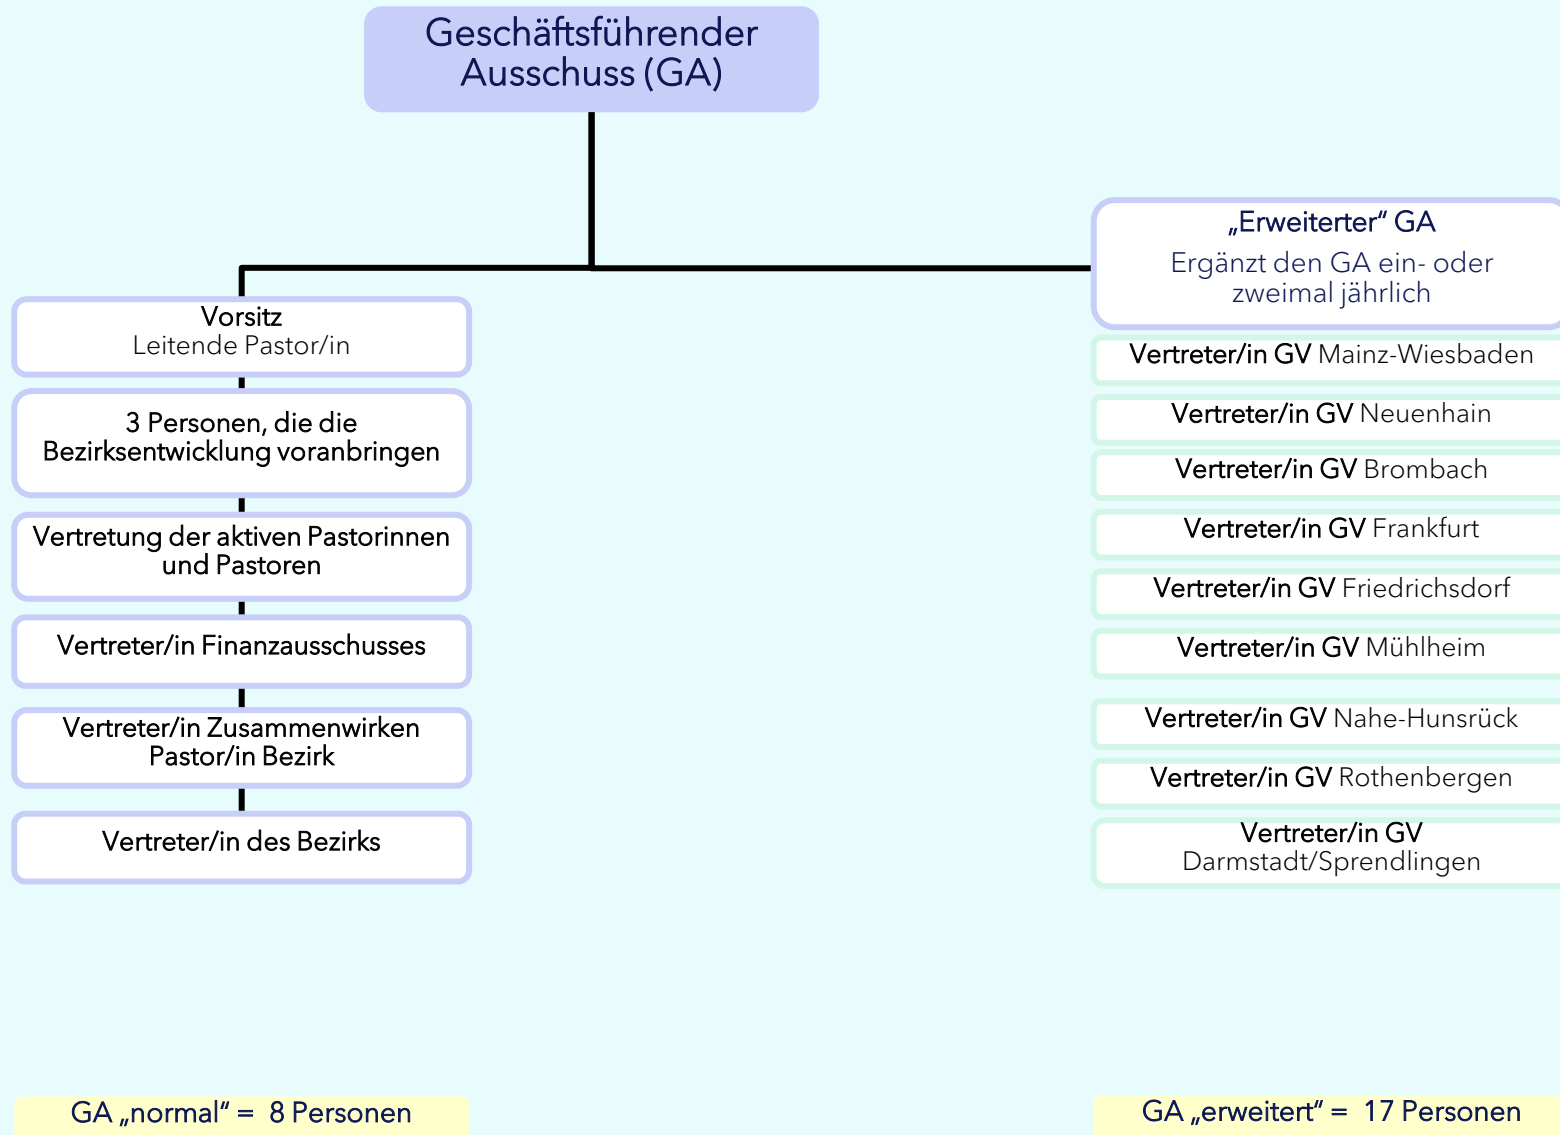 Geschäftsführender
Ausschuss (GA)
Vorsitz
Leitende Pastor/in
3 Personen, die die
Bezirksentwicklung voranbringen
Vertretung der aktiven Pastorinnen
und Pastoren
Vertreter/in Finanzausschusses
Vertreter/in Zusammenwirken
Pastor/in Bezirk
Vertreter/in des Bezirks
GA „normal“ = 8 Personen
„Erweiterter“ GA
Ergänzt den GA ein- oder
zweimal jährlich
Vertreter/in GV Mainz-Wiesbaden
Vertreter/in GV Neuenhain
Vertreter/in GV Brombach
Vertreter/in GV Frankfurt
Vertreter/in GV Friedrichsdorf
Vertreter/in GV Mühlheim
Vertreter/in GV Nahe-Hunsrück
Vertreter/in GV Rothenbergen
Vertreter/in GV
Darmstadt/Sprendlingen
GA „erweitert“ = 17 Personen